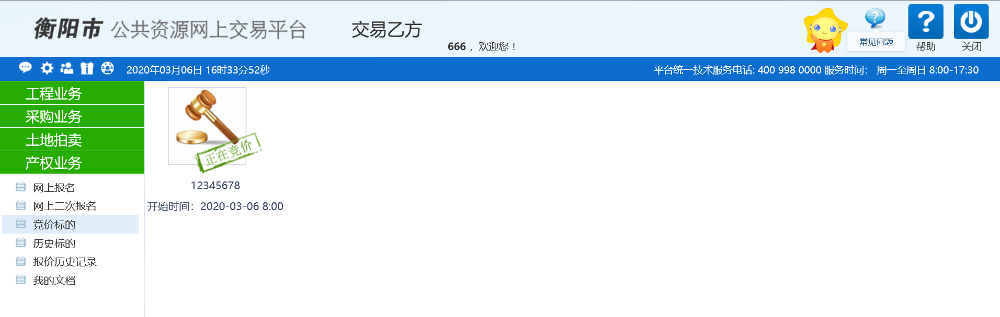 衡阳市 公共资源网上交易平台 交易乙方
666， 欢迎您！
常见问题
帮助
关闭
2020年03月06日 16时33分52秒
平台统一技术服务电话: 400 998 0000 服务时间： 周一至周日 8:00-17:30
工程业务
采购业务
土地拍卖
产权业务
网上报名
网上二次报名
竞价标的
历史标的
报价历史记录
我的文档
正在竞价
12345678
开始时间：2020-03-06 8:00